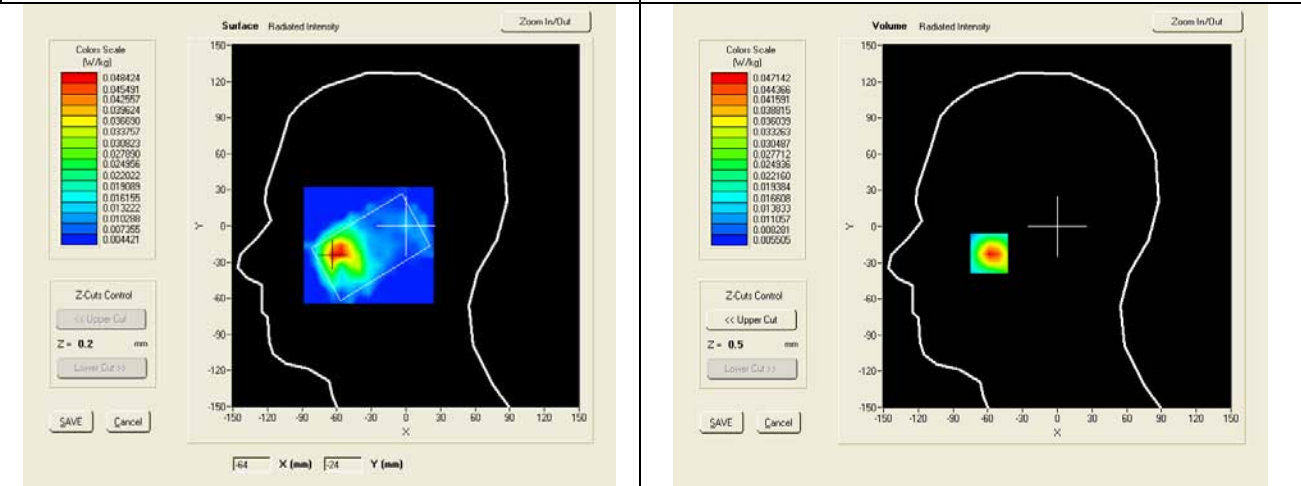 Surface Radiated Intensity
Zoom In/Out
Colors Scale
(W/kg)
0.048424
0.045491
0.042557
0.039624
0.036690
0.033757
0.030823
0.027890
0.024956
0.022022
0.019089
0.016155
0.013222
0.010288
0.007355
0.004421
Z-Cuts Control
<< Upper Cut
Z = 0.2 mm
Lower Cut >>
SAVE Cancel
150
120
90
60
30
0
-30
-60
-90
-120
-150
Y
-150 -120 -90 -60 -30 0 30 60 90 120 150
X
-64 X (mm) -24 Y (mm)
Volume Radiated Intensity
Zoom In/Out
Colors Scale
(W/kg)
0.047142
0.044366
0.041591
0.038815
0.036039
0.033263
0.030487
0.027712
0.024936
0.022160
0.019384
0.016608
0.013833
0.011057
0.008281
0.005505
Z-Cuts Control
<< Upper Cut
Z = 0.5 mm
Lower Cut >>
SAVE Cancel
150
120
90
60
30
0
-30
-60
-90
-120
-150
Y
-150 -120 -90 -60 -30 0 30 60 90 120 150
X